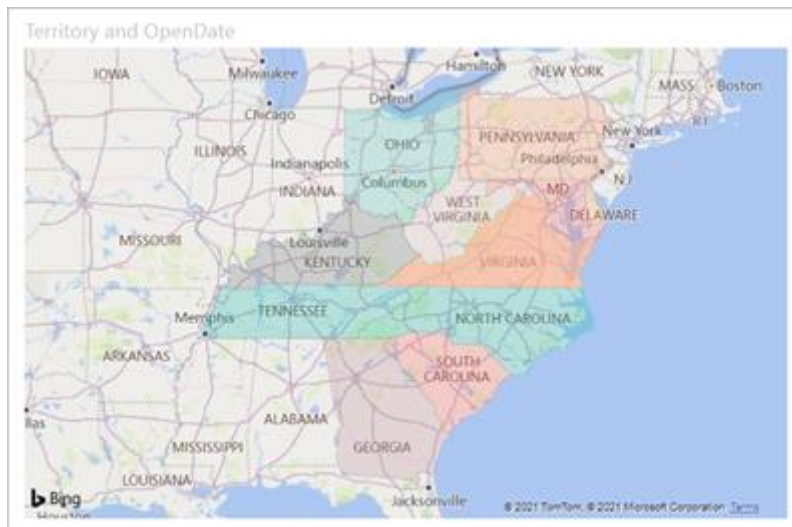 Territory and OpenDate
IOWA
Milwaukee
Hamilton
NEW YORK
MASS
Boston
Detroit
Chicago
R I
OHIO
PENNSYLVANIA
New York
ILLINOIS
Indianapolis
Philadelphia
INDIANA
Columbus
MD
N J
WEST
VIRGINIA
DELAWARE
MISSOURI
Louisville
KENTUCKY
VIRGINIA
TENNESSEE
Memphis
NORTH CAROLINA
ARKANSAS
SOUTH
CAROLINA
llas
ALABAMA
MISSISSIPPI
GEORGIA
LOUISIANA
Bing
Jacksonville
Houston
© 2021 TomTom, © 2021 Microsoft Corporation Terms